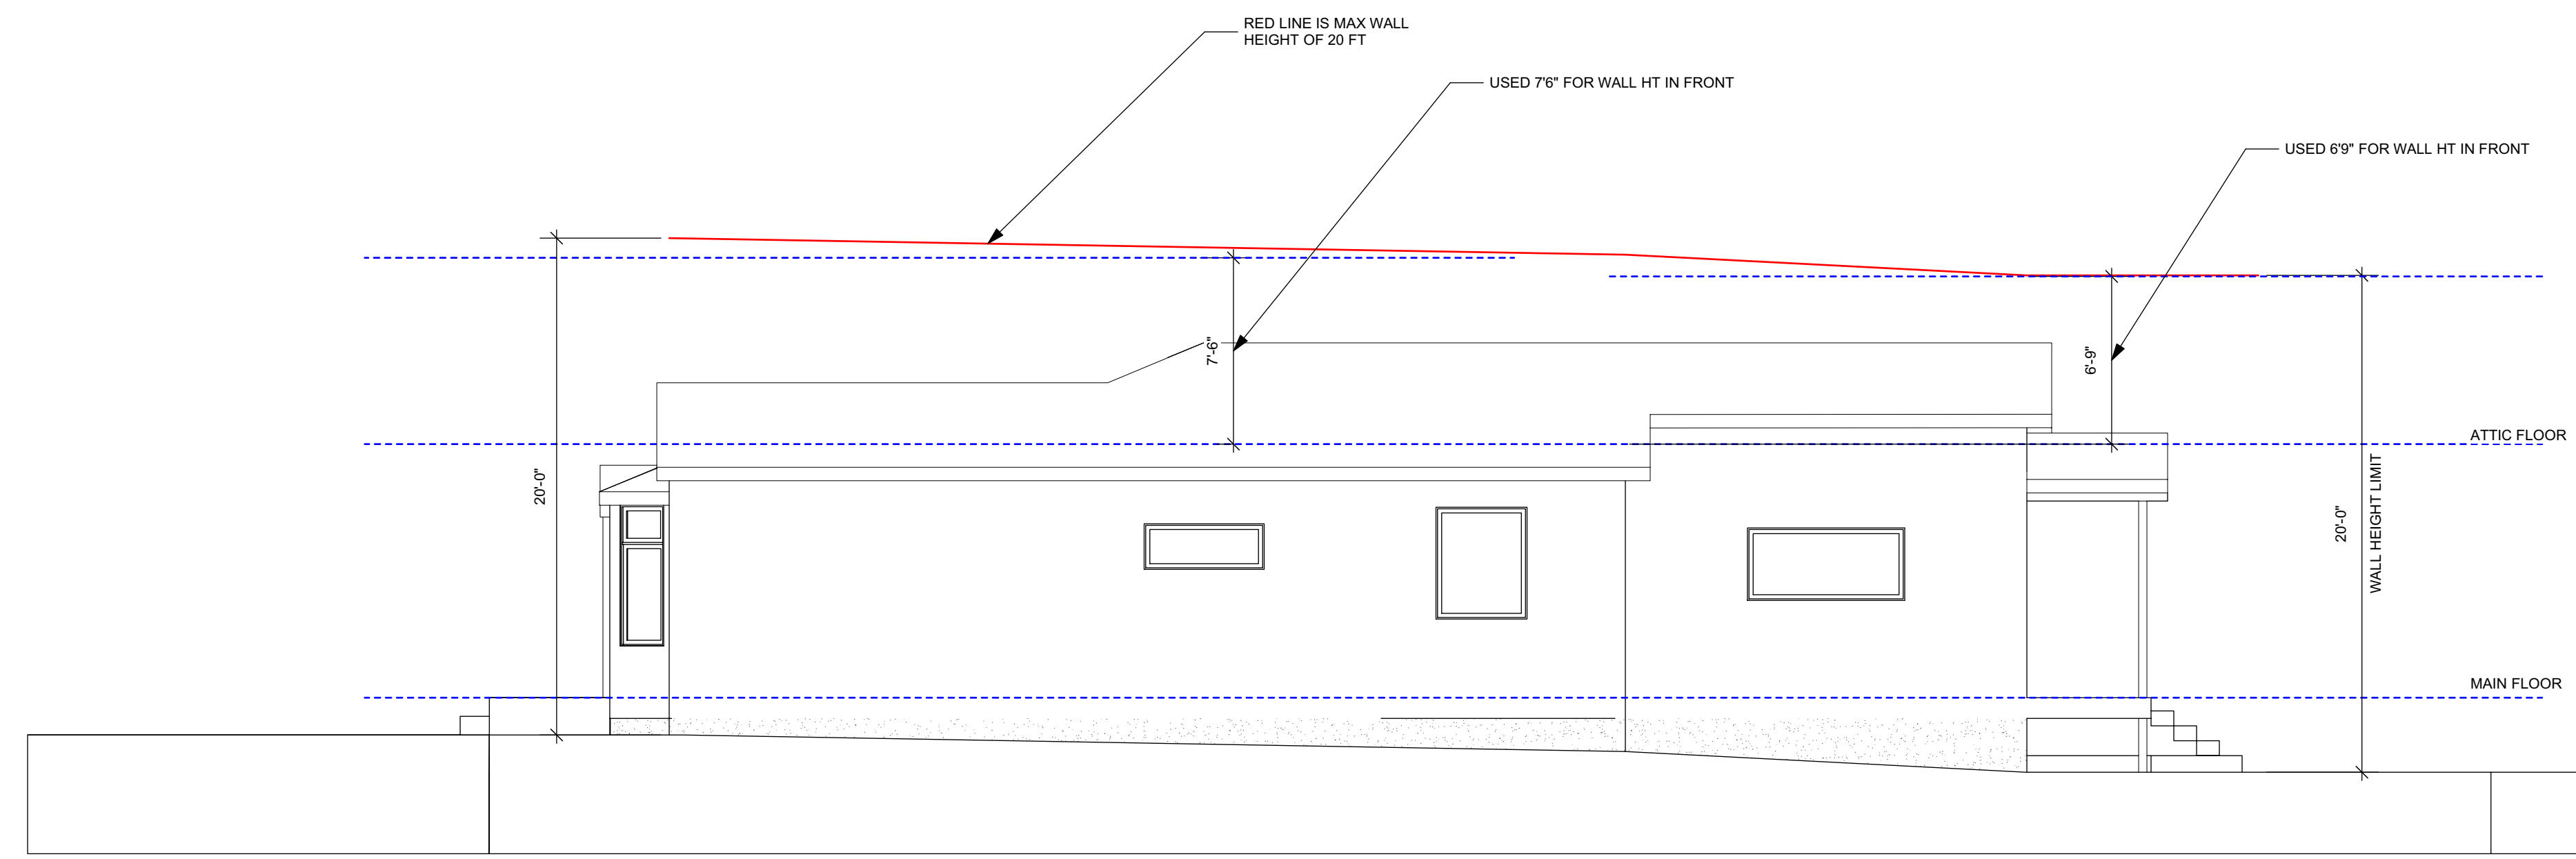 RED LINE IS MAX WALL
HEIGHT OF 20 FT
USED 7'6" FOR WALL HT IN FRONT
USED 6'9" FOR WALL HT IN FRONT
7'-6"
6'-9"
ATTIC FLOOR
20'-0"
20'-0"
WALL HEIGHT LIMIT
MAIN FLOOR